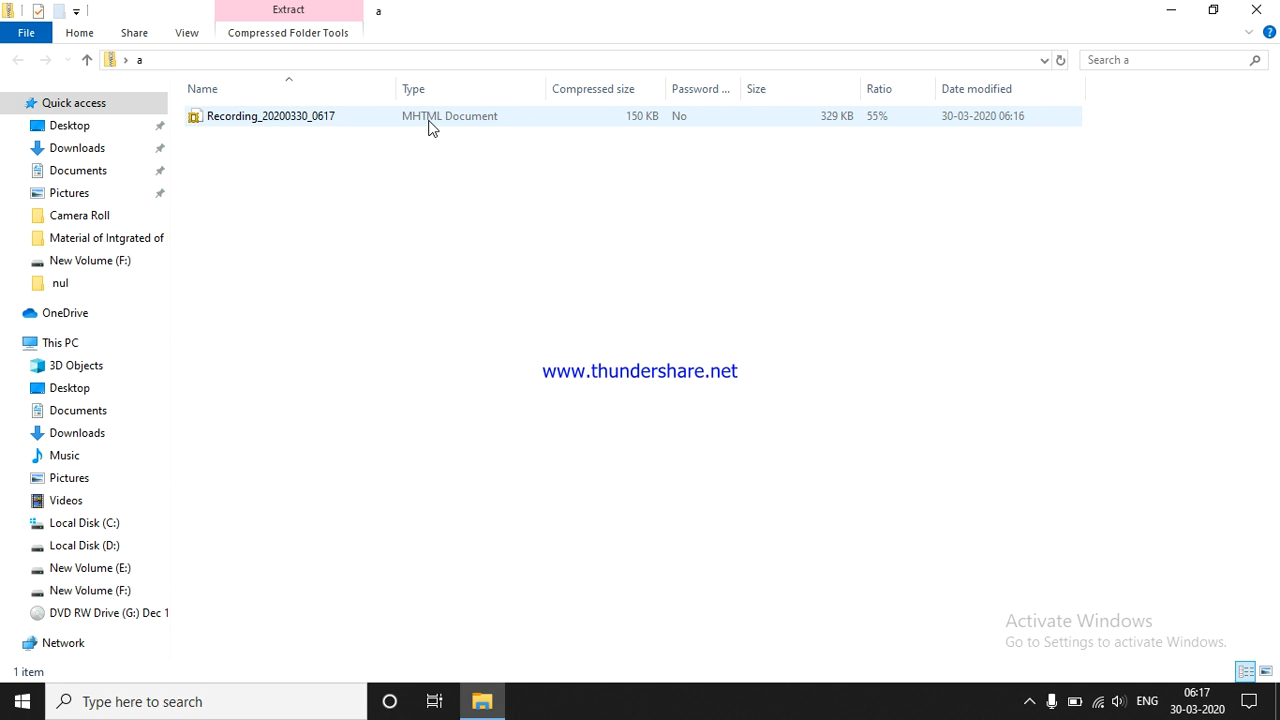 Extract
a
File
Home
Share
View
Compressed Folder Tools
a
Search a
Name
Type
Compressed size
Password ...
Size
Ratio
Date modified
Recording_20200330_0617
MHTML Document
150 KB
No
329 KB
55%
30-03-2020 06:16
Quick access
Desktop
Downloads
Documents
Pictures
Camera Roll
Material of Intgrated of
New Volume (F:)
nul
OneDrive
This PC
3D Objects
Desktop
Documents
Downloads
Music
Pictures
Videos
Local Disk (C:)
Local Disk (D:)
New Volume (E:)
New Volume (F:)
DVD RW Drive (G:) Dec 1
Network
www.thundershare.net
Activate Windows
Go to Settings to activate Windows.
1 item
Type here to search
ENG
06:17
30-03-2020